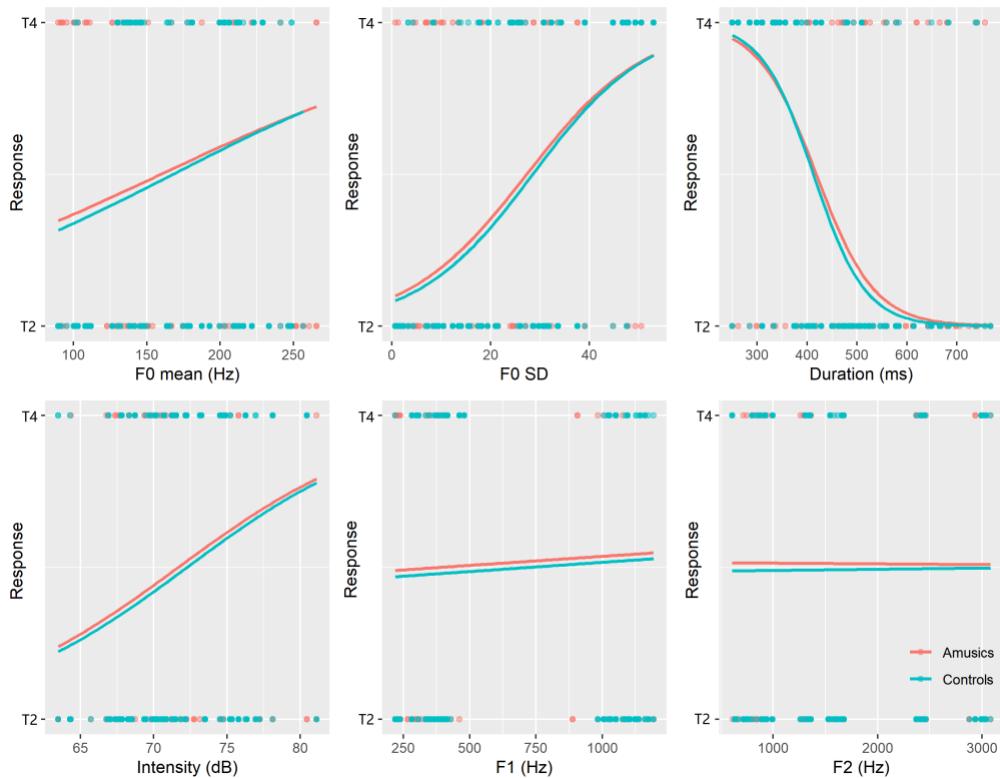 T4
Response
T2
100 150 200 250
F0 mean (Hz)
T4
Response
T2
0 20 40
F0 SD
T4
Response
T2
300 400 500 600 700
Duration (ms)
T4
Response
T2
65 70 75 80
Intensity (dB)
T4
Response
T2
250 500 750 1000
F1 (Hz)
T4
Response
Amusics
Controls
T2
1000 2000 3000
F2 (Hz)